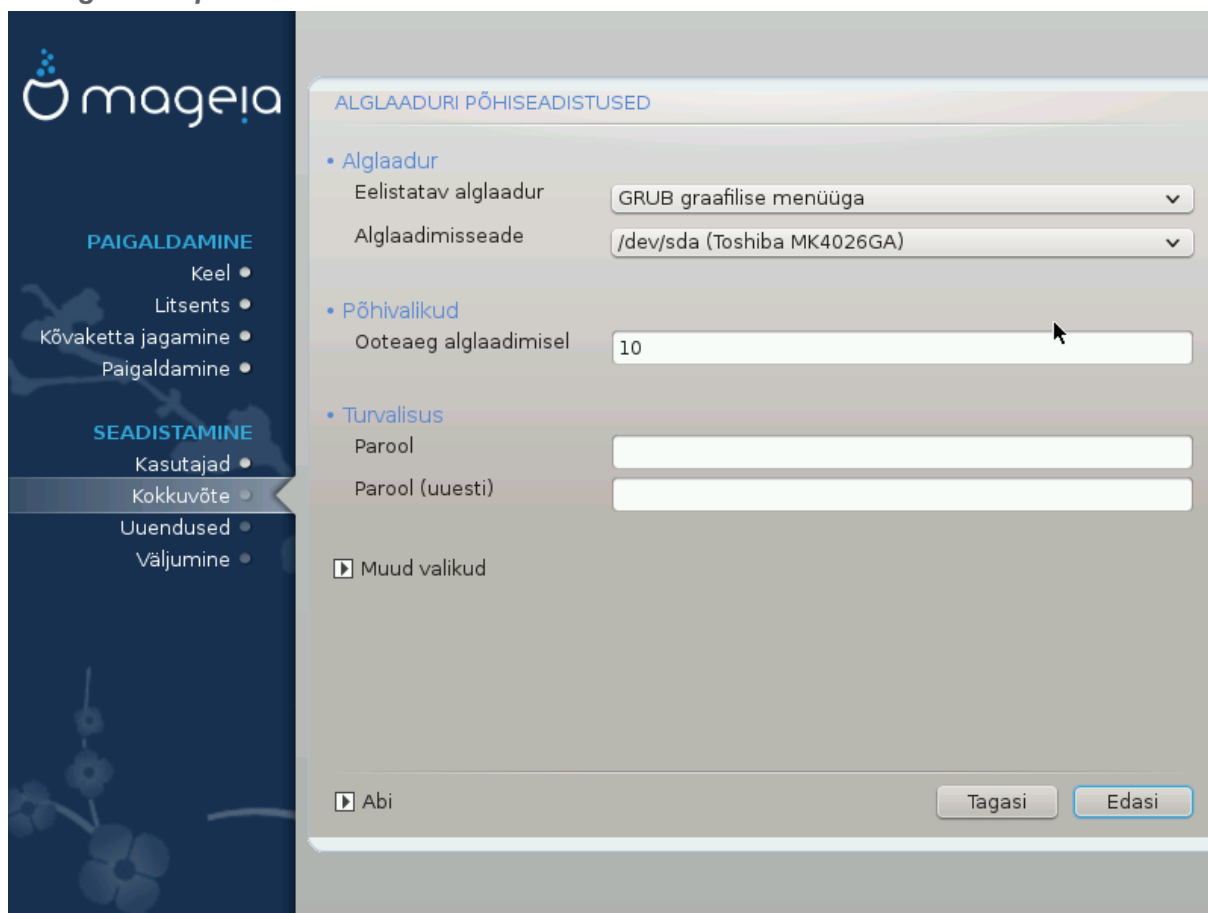 mageia
PAIGALDAMINE
Keel
Litsents
Kõvaketta jagamine
Paigaldamine
SEADISTAMINE
Kasutajad
Kokkuvõte
Uuendused
Väljumine
ALGLAADURI PÕHISEADISTUSED
• Alglaadur
Eelistatav alglaadur GRUB graafilise menüüga
Alglaadimisseade /dev/sda (Toshiba MK4026GA)
• Põhivalikud
Ooteaeg alglaadimisel 10
• Turvalisus
Parool
Parool (uuesti)
Muud valikud
Abi
Tagasi Edasi